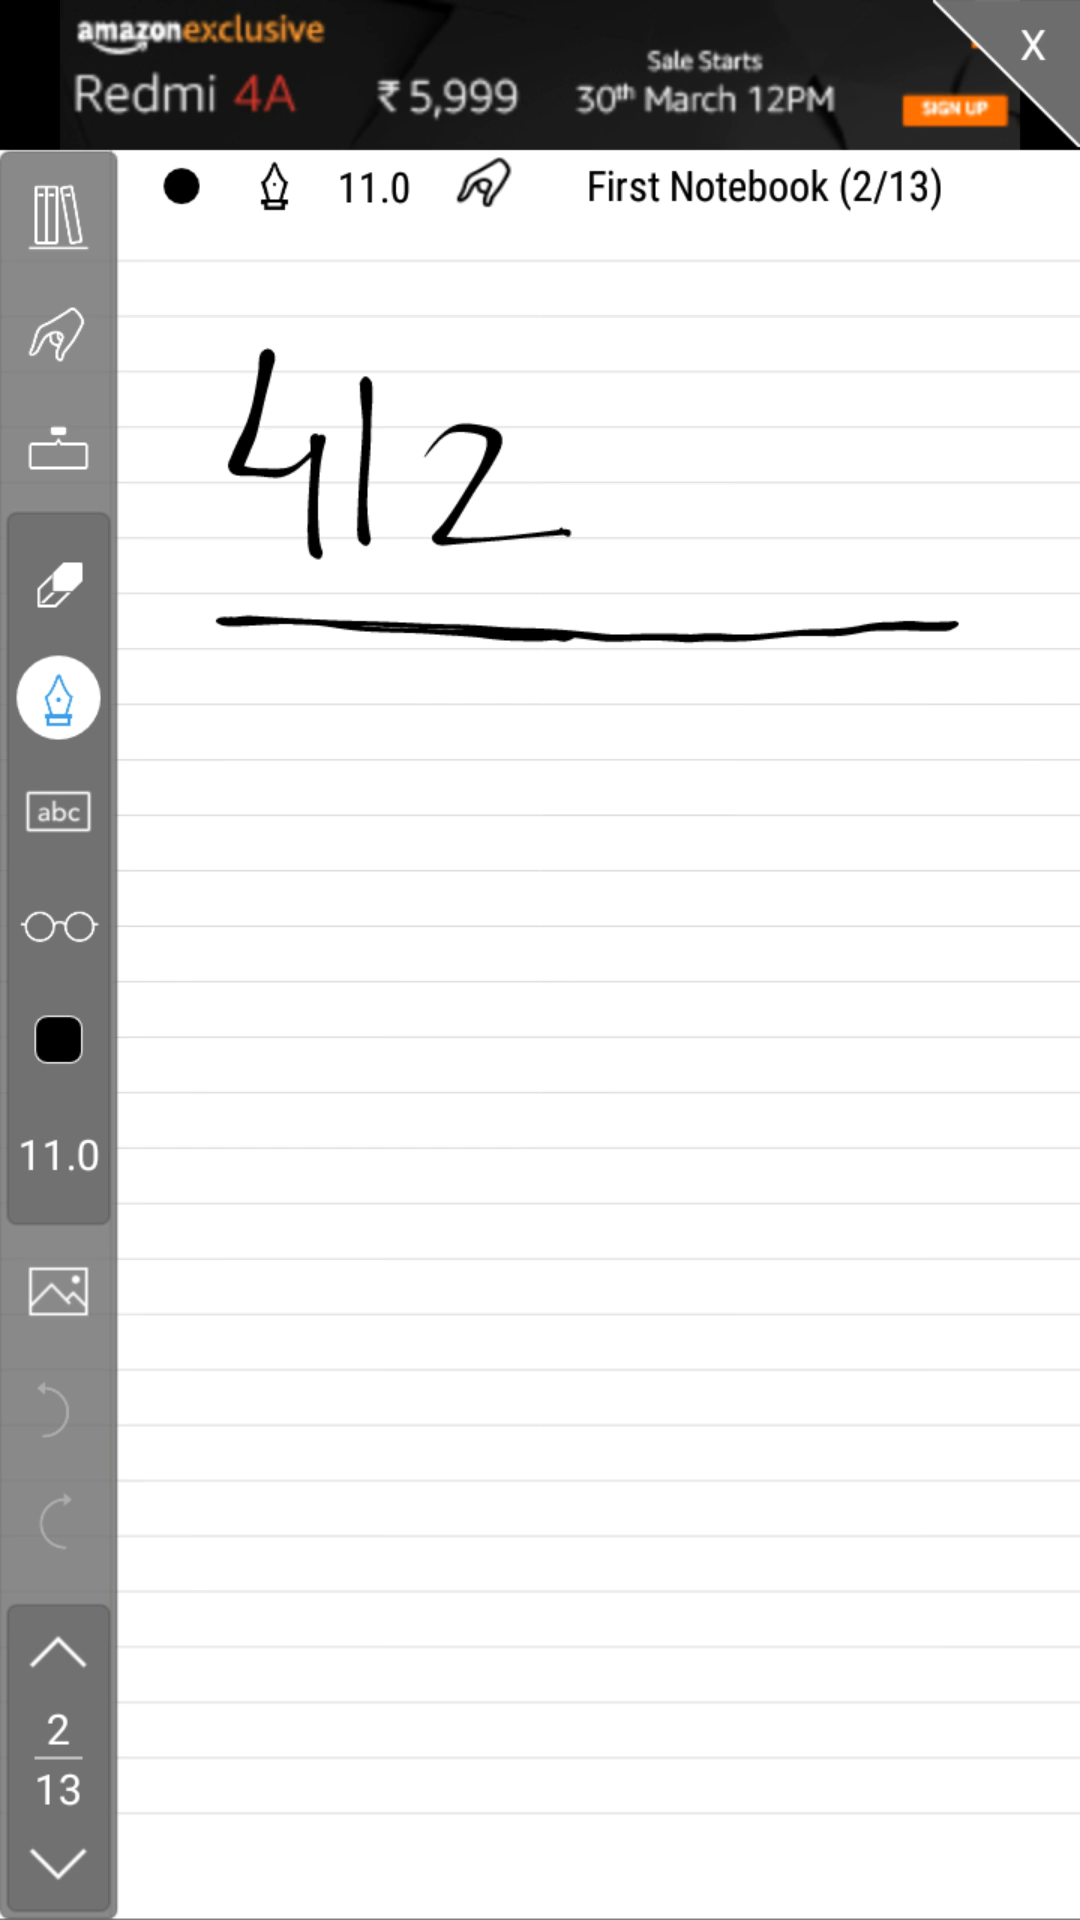 amazonexclusive
Redmi 4A ₹ 5,999 Sale Starts 30th March 12PM SIGN UP X
11.0 First Notebook (2/13)
412
abc
11.0
2
13